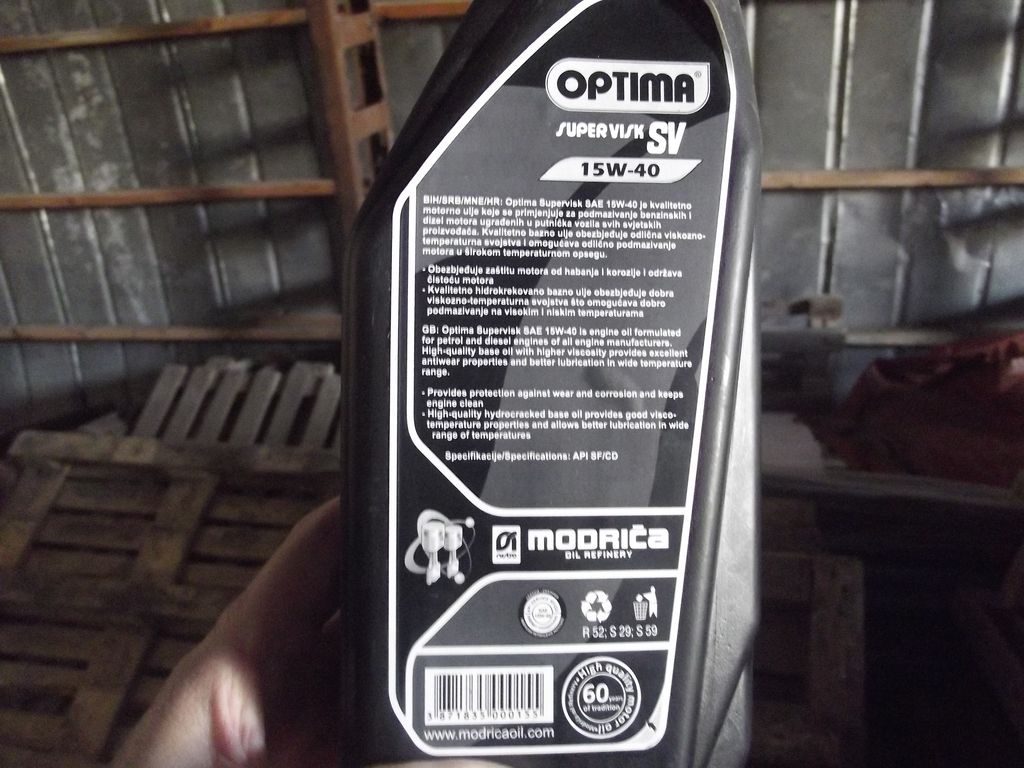 OPTIMA®
SUPER VISK SV
15W-40
BIH/SRB/MNE/HR: Optima Supervisk SAE 15W-40 je kvalitetno
motorno ulje koje se primjenjuje za podmazivanje benzinskih i
dizel motora ugrađenih u putnička vozila svih svjetskih
proizvođača. Kvalitetno bazno ulje obezbjeđuje odlična viskozno-
temperaturna svojstva i omogućava odlično podmazivanje
motora u širokom temperaturnom opsegu.
- Obezbjeđuje zaštitu motora od habanja i korozije i održava
čistoću motora
- Kvalitetno hidrokrekovano bazno ulje obezbjeđuje dobra
viskozno-temperaturna svojstva što omogućava dobro
podmazivanje na visokim i niskim temperaturama
GB: Optima Supervisk SAE 15W-40 is engine oil formulated
for petrol and diesel engines of all engine manufacturers.
High-quality base oil with higher viscosity provides excellent
antiwear properties and better lubrication in wide temperature
range.
- Provides protection against wear and corrosion and keeps
engine clean
- High-quality hydrocracked base oil provides good visco-
temperature properties and allows better lubrication in wide
range of temperatures
Specifikacije/Specifications: API SF/CD
MODRIČA
OIL REFINERY
R 52; S 29; S 59
3 871835 000133
www.modricaoil.com
High quality motor oil
60 years
of tradition